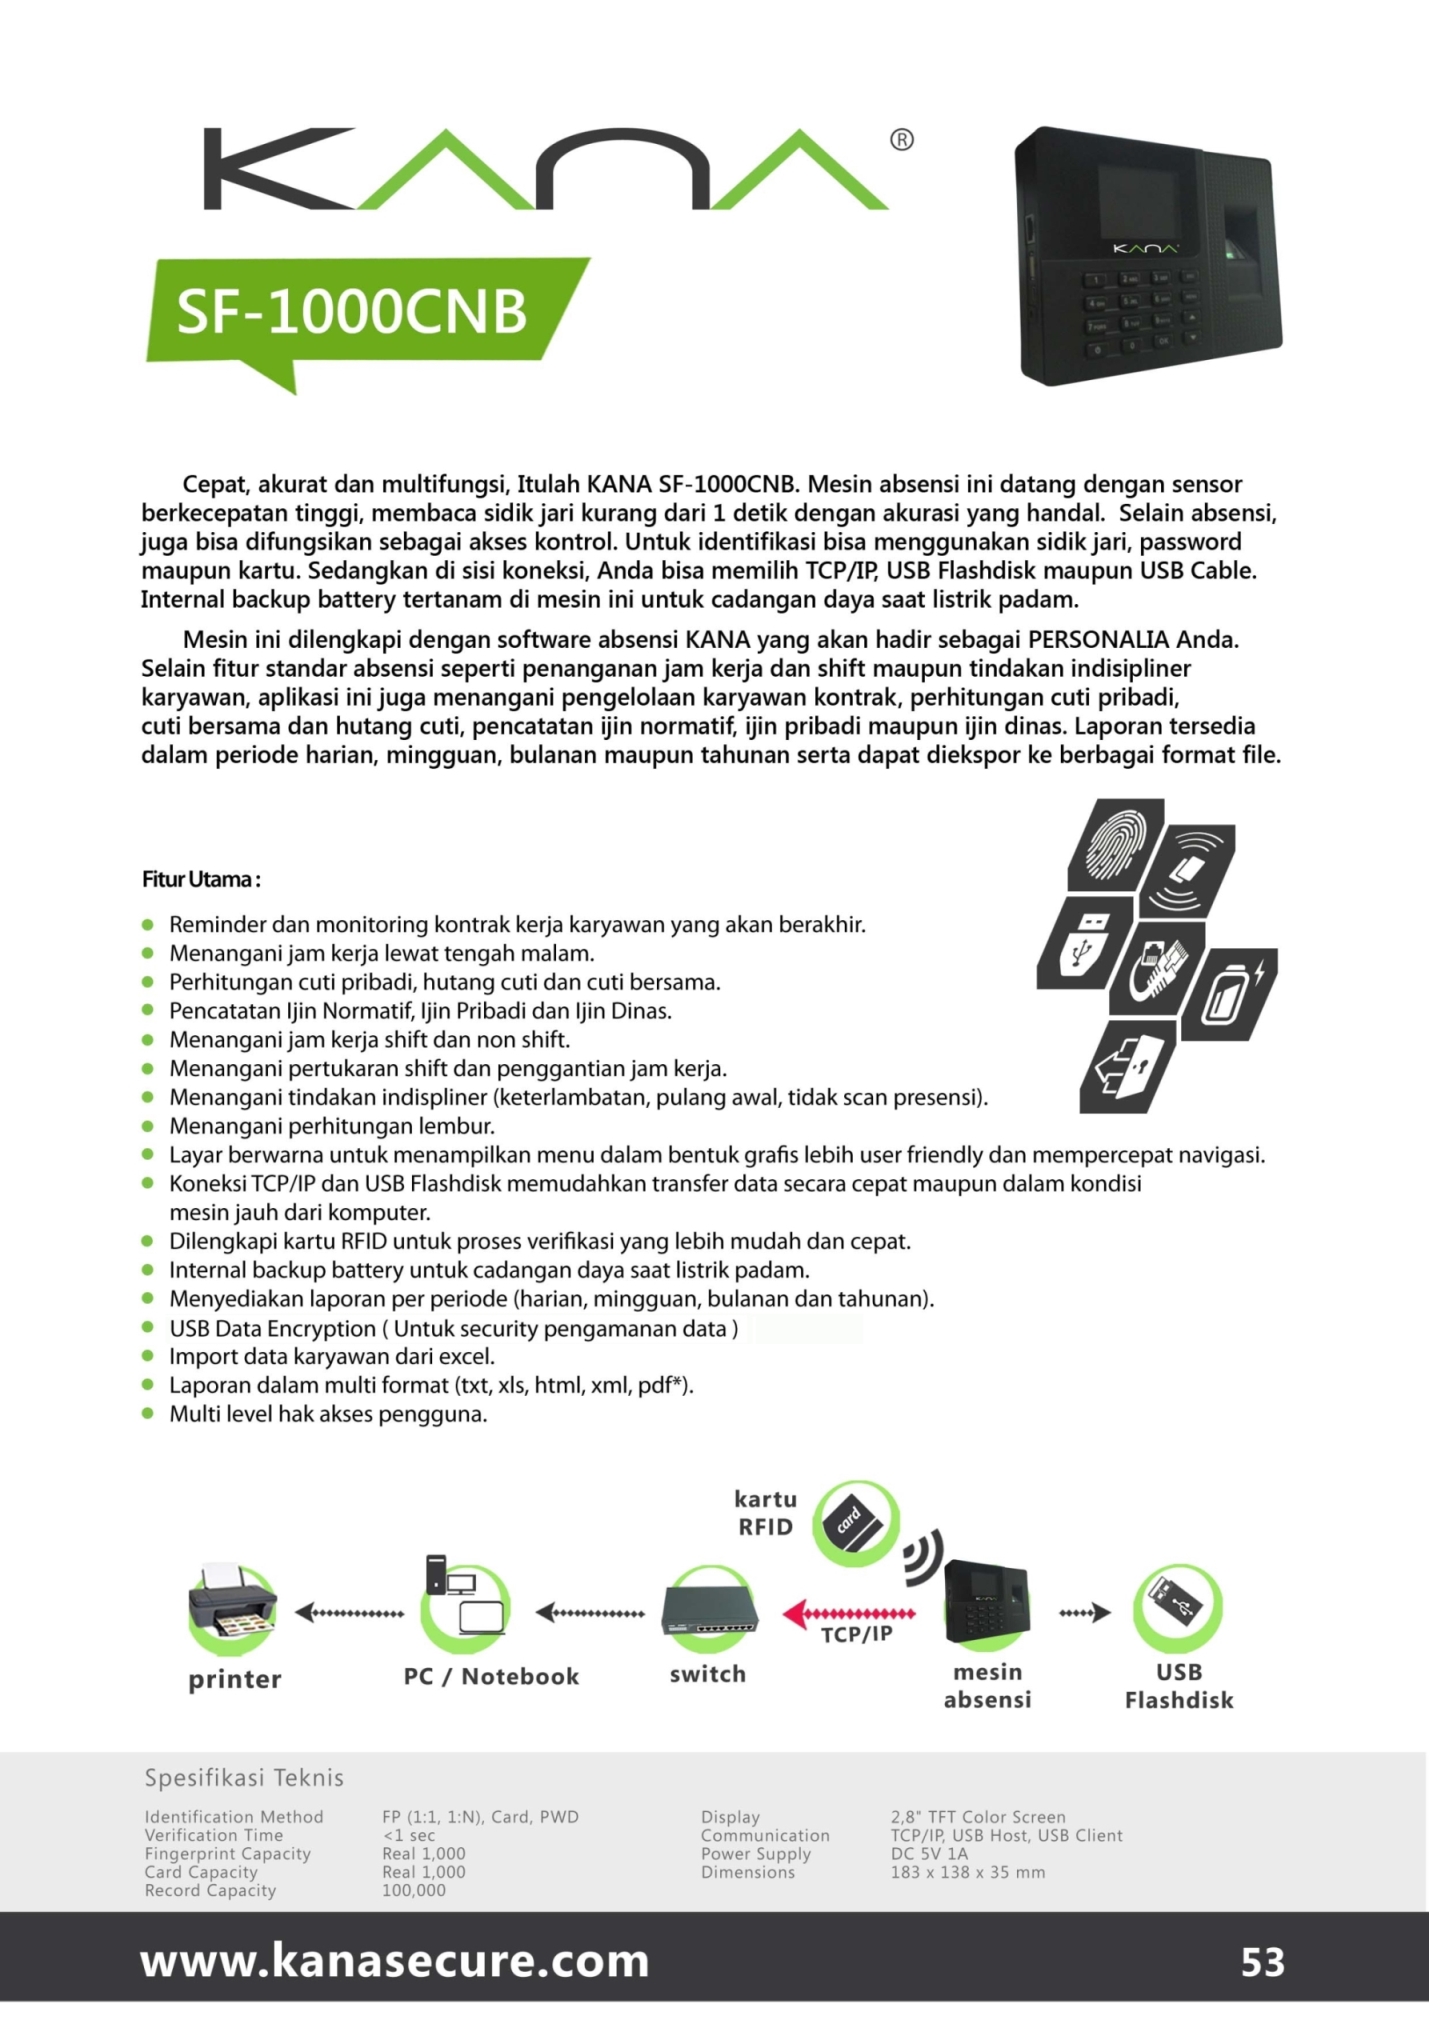 KANA®
KANA
SF-1000CNB
Cepat, akurat dan multifungsi, Itulah KANA SF-1000CNB. Mesin absensi ini datang dengan sensor
berkecepatan tinggi, membaca sidik jari kurang dari 1 detik dengan akurasi yang handal. Selain absensi,
juga bisa difungsikan sebagai akses kontrol. Untuk identifikasi bisa menggunakan sidik jari, password
maupun kartu. Sedangkan di sisi koneksi, Anda bisa memilih TCP/IP, USB Flashdisk maupun USB Cable.
Internal backup battery tertanam di mesin ini untuk cadangan daya saat listrik padam.
Mesin ini dilengkapi dengan software absensi KANA yang akan hadir sebagai PERSONALIA Anda.
Selain fitur standar absensi seperti penanganan jam kerja dan shift maupun tindakan indisipliner
karyawan, aplikasi ini juga menangani pengelolaan karyawan kontrak, perhitungan cuti pribadi,
cuti bersama dan hutang cuti, pencatatan ijin normatif, ijin pribadi maupun ijin dinas. Laporan tersedia
dalam periode harian, mingguan, bulanan maupun tahunan serta dapat diekspor ke berbagai format file.
Fitur Utama :
Reminder dan monitoring kontrak kerja karyawan yang akan berakhir.
Menangani jam kerja lewat tengah malam.
Perhitungan cuti pribadi, hutang cuti dan cuti bersama.
Pencatatan Ijin Normatif, Ijin Pribadi dan Ijin Dinas.
Menangani jam kerja shift dan non shift.
Menangani pertukaran shift dan penggantian jam kerja.
Menangani tindakan indispliner (keterlambatan, pulang awal, tidak scan presensi).
Menangani perhitungan lembur.
Layar berwarna untuk menampilkan menu dalam bentuk grafis lebih user friendly dan mempercepat navigasi.
Koneksi TCP/IP dan USB Flashdisk memudahkan transfer data secara cepat maupun dalam kondisi
mesin jauh dari komputer.
Dilengkapi kartu RFID untuk proses verifikasi yang lebih mudah dan cepat.
Internal backup battery untuk cadangan daya saat listrik padam.
Menyediakan laporan per periode (harian, mingguan, bulanan dan tahunan).
USB Data Encryption ( Untuk security pengamanan data )
Import data karyawan dari excel.
Laporan dalam multi format (txt, xls, html, xml, pdf*).
Multi level hak akses pengguna.
kartu
RFID
card
TCP/IP
printer
PC / Notebook
switch
mesin
absensi
USB
Flashdisk
Spesifikasi Teknis
Identification Method FP (1:1, 1:N), Card, PWD
Verification Time <1 sec
Fingerprint Capacity Real 1,000
Card Capacity Real 1,000
Record Capacity 100,000
Display 2,8" TFT Color Screen
Communication TCP/IP, USB Host, USB Client
Power Supply DC 5V 1A
Dimensions 183 x 138 x 35 mm
www.kanasecure.com
53